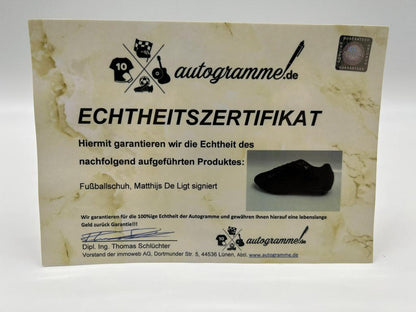 10
autogramme.de
ECHTHEITSZERTIFIKAT
Hiermit garantieren wir die Echtheit des
nachfolgend aufgeführten Produktes:
Fußballschuh, Matthijs De Ligt signiert
Wir garantieren für die 100%ige Echtheit der Autogramme und gewähren Ihnen hierauf eine lebenslange
Geld zurück Garantie!!!
autogramme.de
Dipl. Ing. Thomas Schlüchter
Vorstand der immoweb AG, Dortmunder Str. 5, 44536 Lünen, Abt. www.autogramme.de